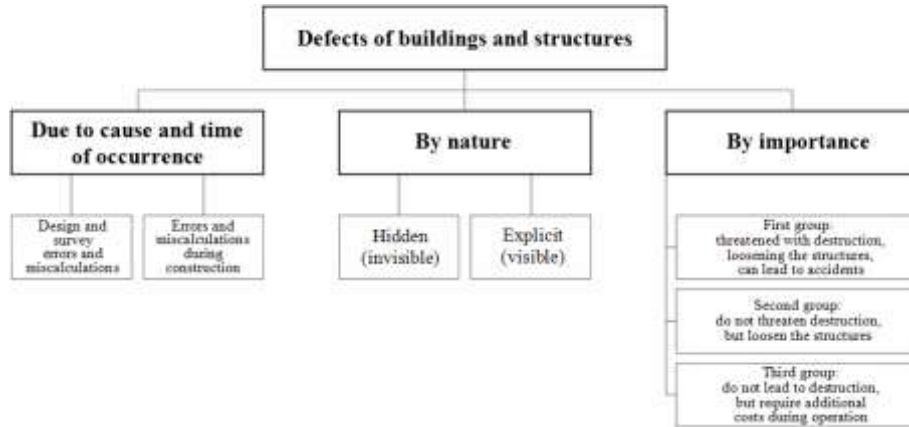 Defects of buildings and structures
Due to cause and time
of occurrence
By nature
By importance
Design and
survey
errors and
miscalculations
Errors and
miscalculations
during
construction
Hidden
(invisible)
Explicit
(visible)
First group:
threatened with destruction,
loosening the structures,
can lead to accidents
Second group:
do not threaten destruction,
but loosen the structures
Third group:
do not lead to destruction,
but require additional
costs during operation